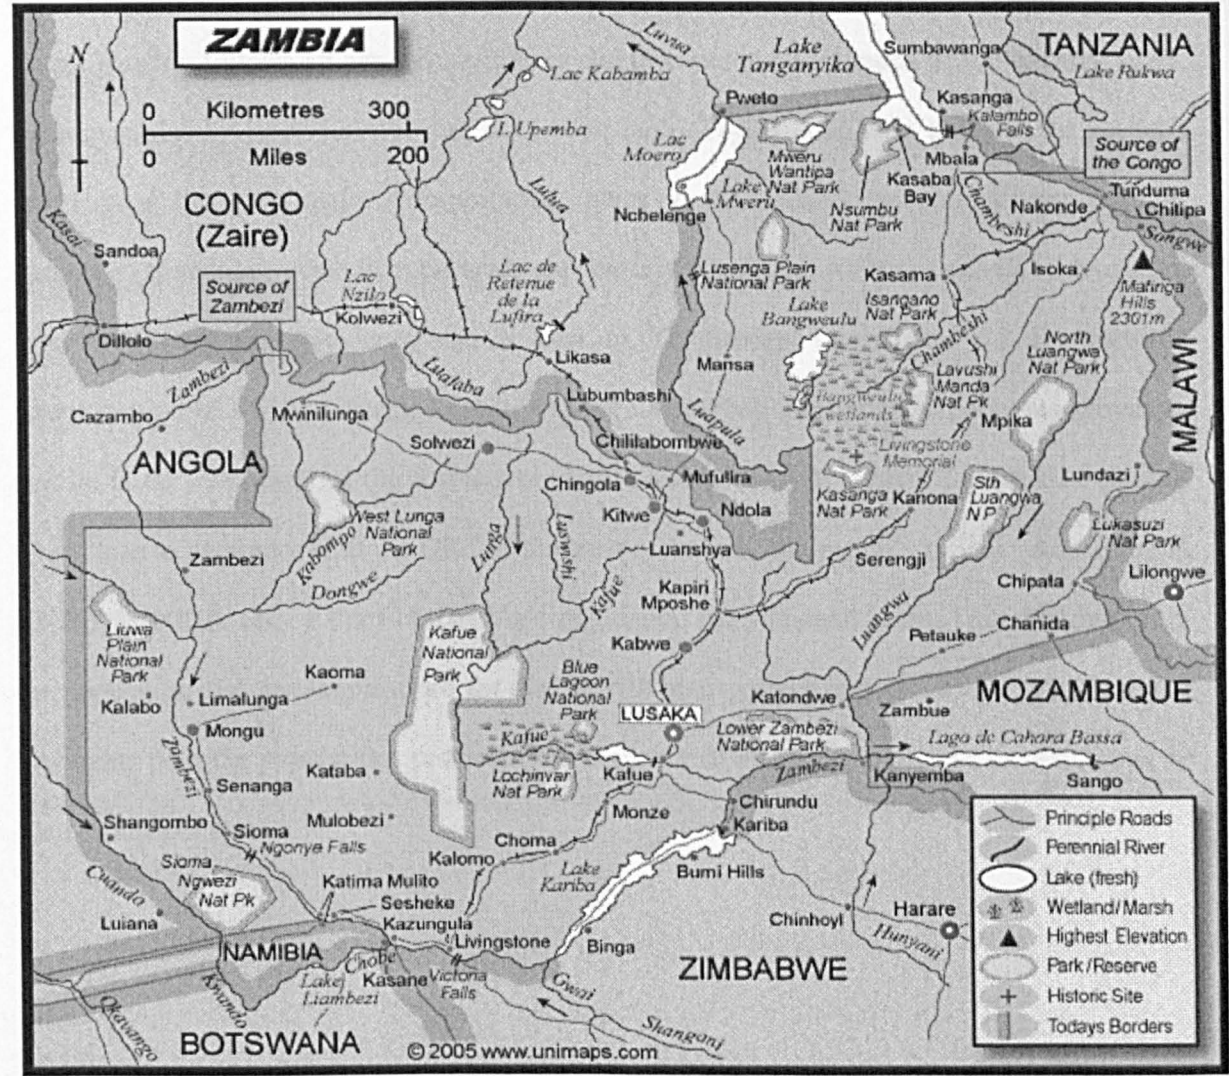 ZAMBIA
N
0 Kilometres 300
0 Miles 200
CONGO
(Zaire)
Kasai
Sandoa
Source of
Zambezi
Dillolo
Lac
Nzilo
Kolwezi
Lac Kabamba
L Upemba
Lulua
Lac de
Retenue
de la
Lufira
Likasa
Lualaba
Lubumbashi
Luvua
Lake
Tanganyika
Sumbawanga
TANZANIA
Lake Rukwa
Pweto
Kasanga
Kalambo
Falls
Source of
the Congo
Lac
Moero
Mweru
Wantipa
Nat Park
Mbala
Kasaba
Bay
Lake
Mweru
Nchelenge
Nsumbu
Nat Park
Chambeshi
Nakonde
Tunduma
Chitipa
Songwe
Lusenga Plain
National Park
Kasama
Isoka
Mafinga
Hills
2301m
Lake
Bangweulu
Isangano
Nat Park
Chambeshi
North
Luangwa
Nat Park
Mansa
Lavushi
Manda
Nat Pk
Bangweulu
wetlands
Mpika
MALAWI
Luapula
Livingstone
Memorial
Zambezi
Cazambo
ANGOLA
Mwinilunga
Solwezi
Chililabombwe
Chingola
Mufulira
Kitwe
Ndola
Luanshya
Kasanga
Nat Park
Kanona
Sth
Luangwa
N P
Lundazi
Lukasuzi
Nat Park
West Lunga
National
Park
Kabompo
Dongwe
Lunga
Luswishi
Kafue
Zambezi
Serengji
Kapiri
Mposhe
Chipata
Lilongwe
Luangwa
Chanida
Petauke
Liuwa
Plain
National
Park
Kalabo
Limalunga
Kaoma
Mongu
Kafue
National
Park
Kabwe
Blue
Lagoon
National
Park
LUSAKA
Katondwe
Zambue
MOZAMBIQUE
Lower Zambezi
National Park
Lago de Cahora Bassa
Kafue
Zambezi
Kataba
Lochinvar
Nat Park
Kafue
Zambezi
Kanyemba
Sango
Senanga
Monze
Chirundu
Kariba
Shangombo
Sioma
Mulobezi
Ngonye Falls
Choma
Kalomo
Lake
Kariba
Bumi Hills
Sioma
Ngwezi
Nat Pk
Cuando
Katima Mulito
Sesheke
Luiana
Kazungula
Livingstone
Binga
Chinhoyl
Harare
Hunyani
NAMIBIA
Chobe
Kasane
Victoria
Falls
Lake
Liambezi
Kwando
Gwai
ZIMBABWE
Okavango
BOTSWANA
Shangani
© 2005 www.unimaps.com
Principle Roads
Perennial River
Lake (fresh)
Wetland/Marsh
Highest Elevation
Park/Reserve
Historic Site
Todays Borders